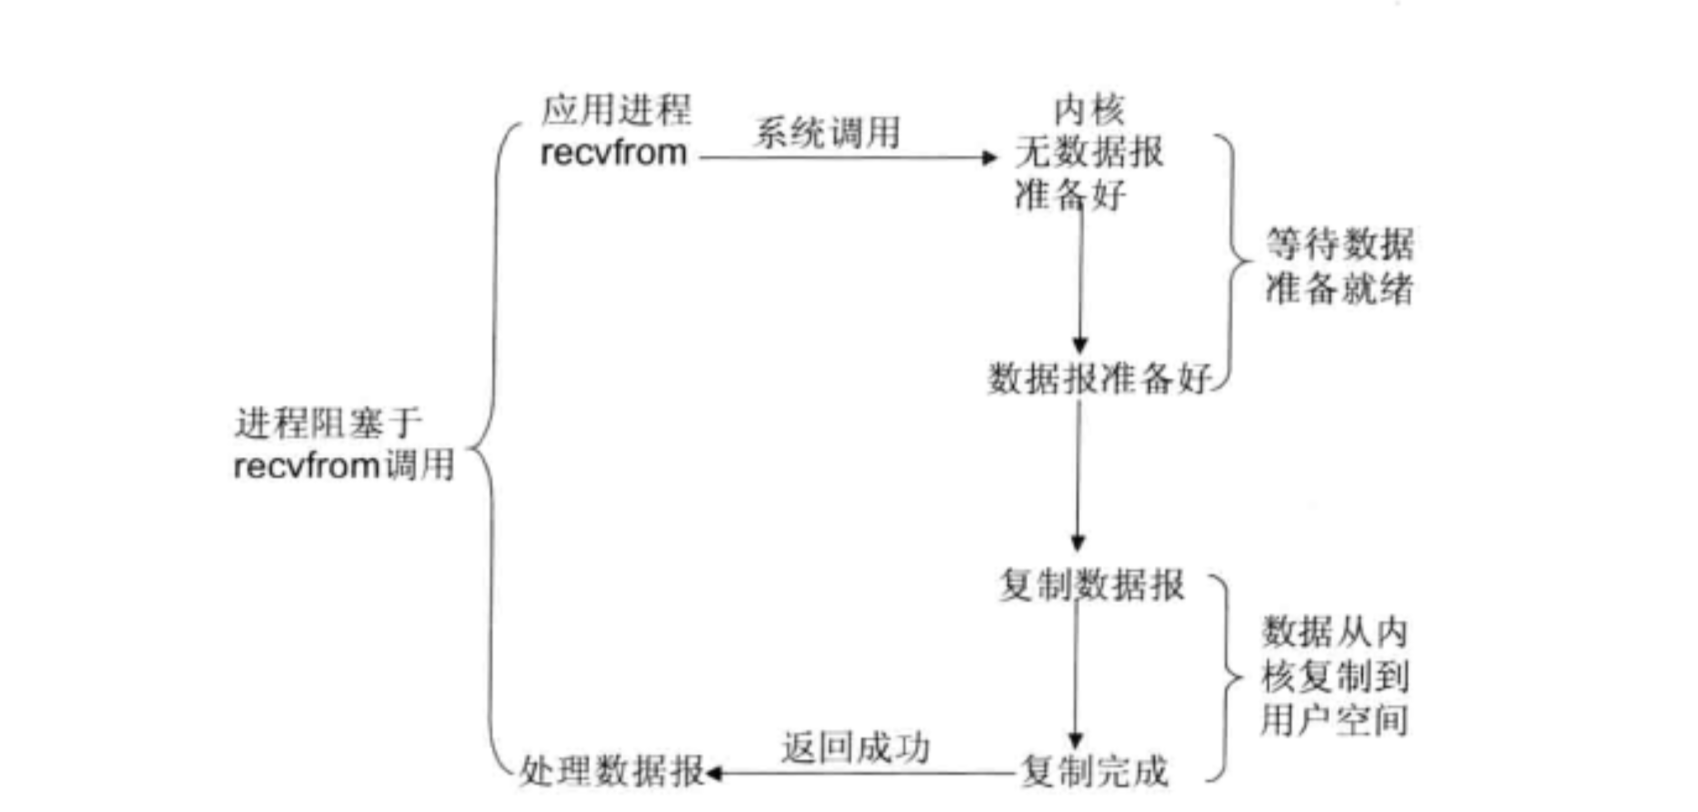 应用进程
recvfrom
系统调用
内核
无数据报
准备好
等待数据
准备就绪
数据报准备好
进程阻塞于
recvfrom调用
复制数据报
数据从内
核复制到
用户空间
处理数据报
返回成功
复制完成